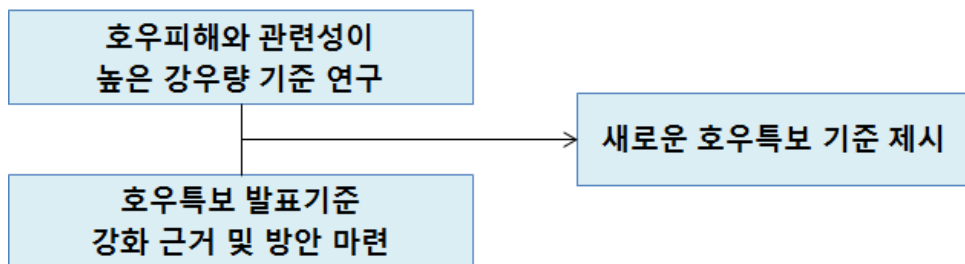 호우피해와 관련성이
높은 강우량 기준 연구
새로운 호우특보 기준 제시
호우특보 발표기준
강화 근거 및 방안 마련